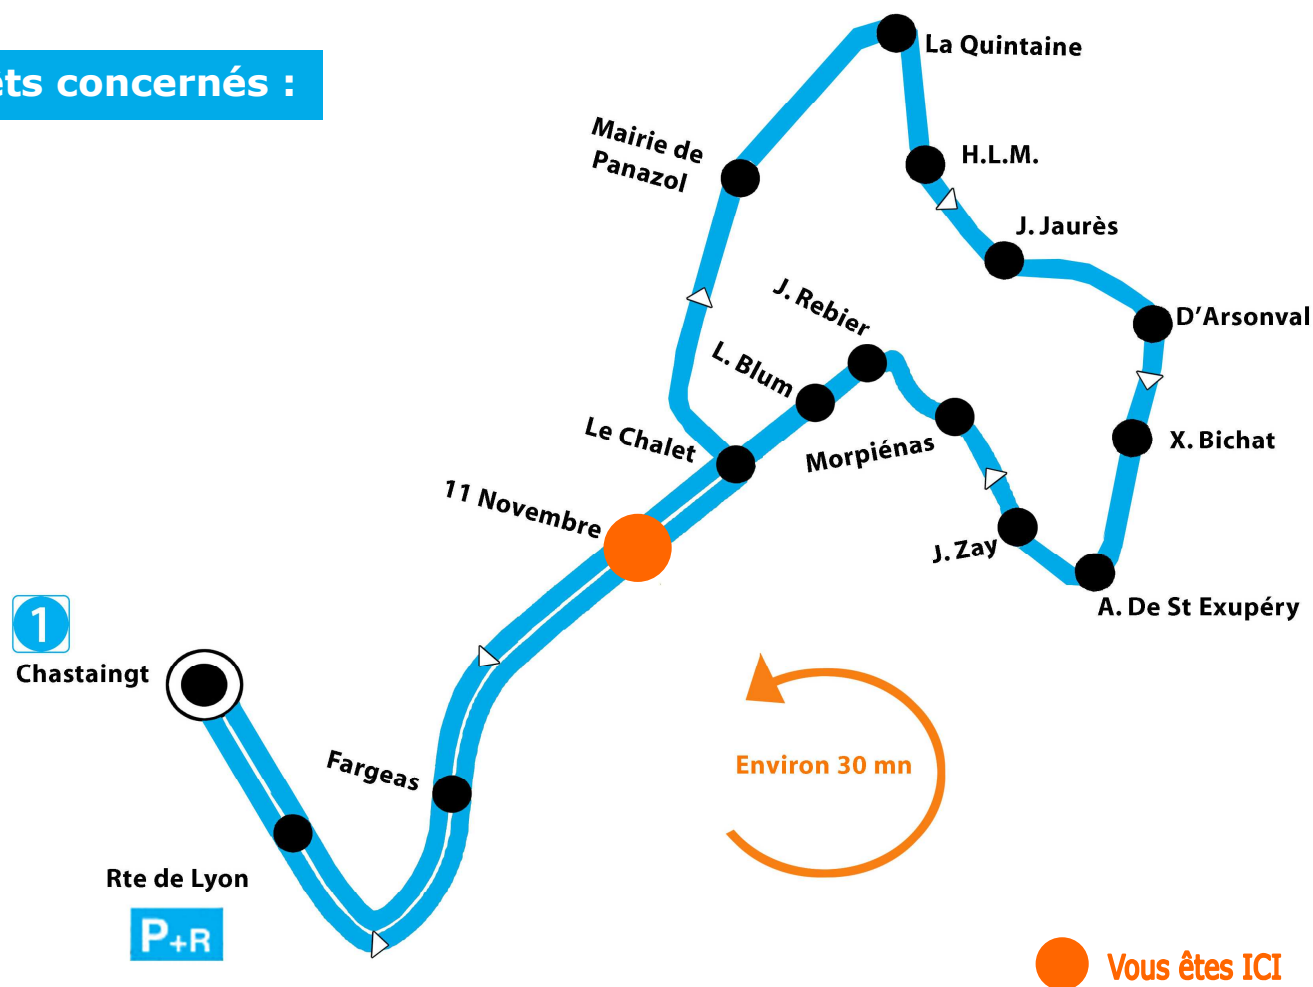 ts concernés :
La Quintaine
Mairie de
Panazol
H.L.M.
J. Jaurès
J. Rebier
D'Arsonval
L. Blum
Le Chalet
Morpiénas
X. Bichat
11 Novembre
J. Zay
A. De St Exupéry
1
Chastaingt
Fargeas
Environ 30 mn
Rte de Lyon
P+R
Vous êtes ICI